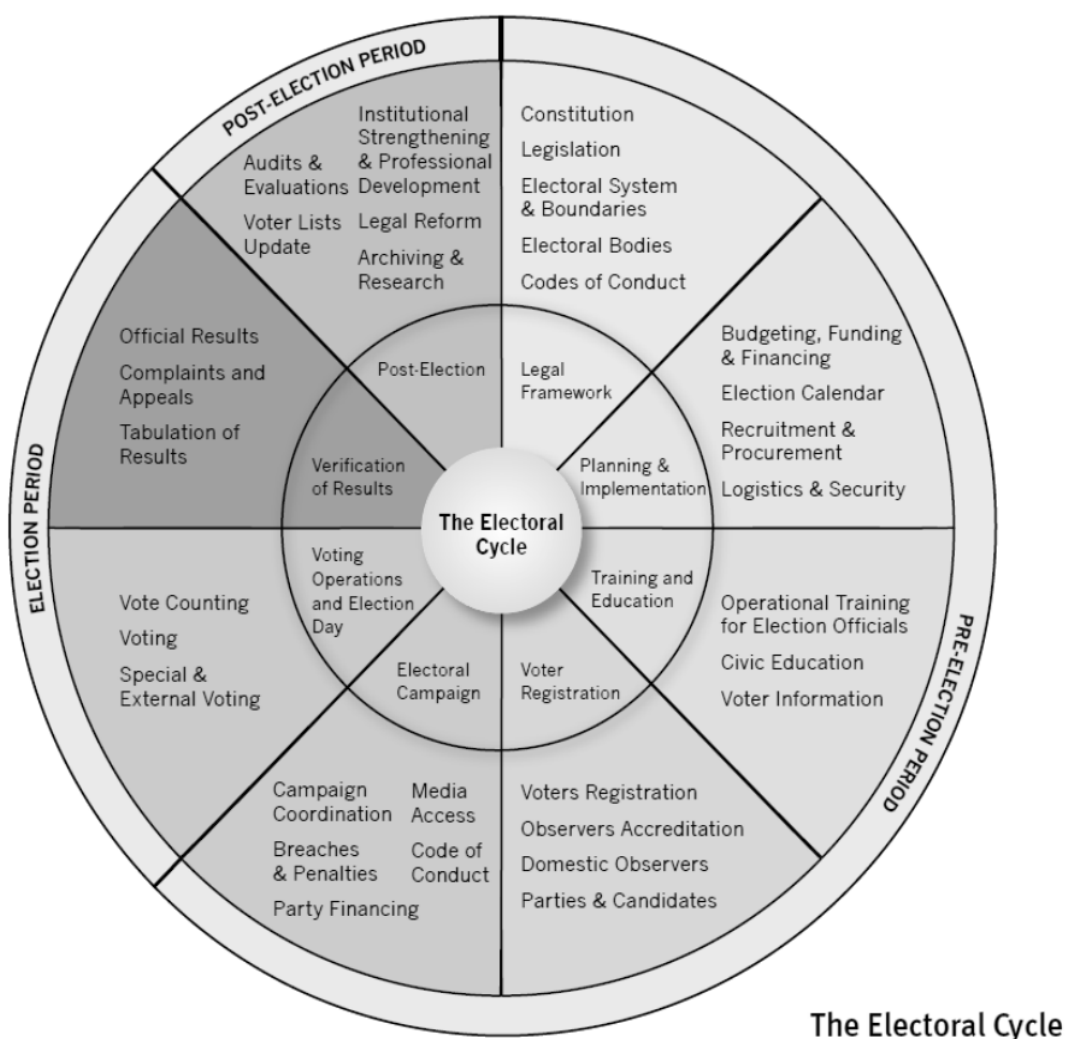 POST-ELECTION PERIOD
Institutional
Strengthening
& Professional
Development
Legal Reform
Archiving &
Research
Audits &
Evaluations
Voter Lists
Update
Constitution
Legislation
Electoral System
& Boundaries
Electoral Bodies
Codes of Conduct
Official Results
Complaints and
Appeals
Tabulation of
Results
Budgeting, Funding
& Financing
Election Calendar
Recruitment &
Procurement
Logistics & Security
Post-Election
Legal
Framework
Verification
of Results
Planning &
Implementation
The Electoral
Cycle
ELECTION PERIOD
Voting
Operations
and Election
Day
Training and
Education
Electoral
Campaign
Voter
Registration
Vote Counting
Voting
Special &
External Voting
Operational Training
for Election Officials
Civic Education
Voter Information
PRE-ELECTION PERIOD
Campaign
Coordination
Breaches
& Penalties
Party Financing
Media
Access
Code of
Conduct
Voters Registration
Observers Accreditation
Domestic Observers
Parties & Candidates
The Electoral Cycle